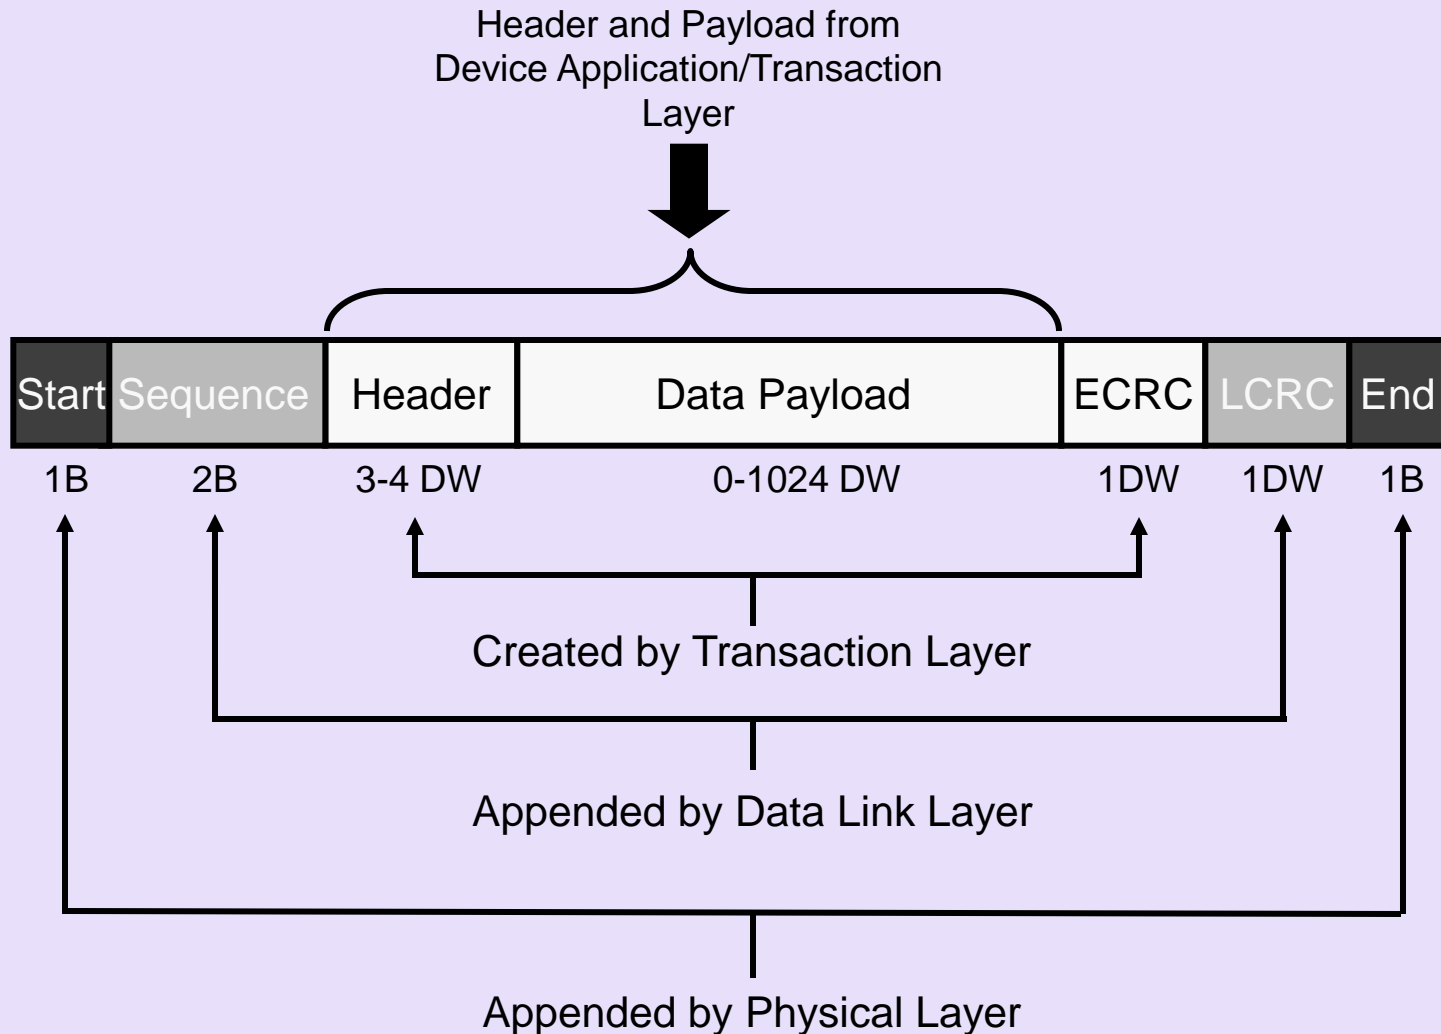 Header and Payload from
Device Application/Transaction
Layer
Start Sequence Header Data Payload ECRC LCRC End
1B 2B 3-4 DW 0-1024 DW 1DW 1DW 1B
Created by Transaction Layer
Appended by Data Link Layer
Appended by Physical Layer